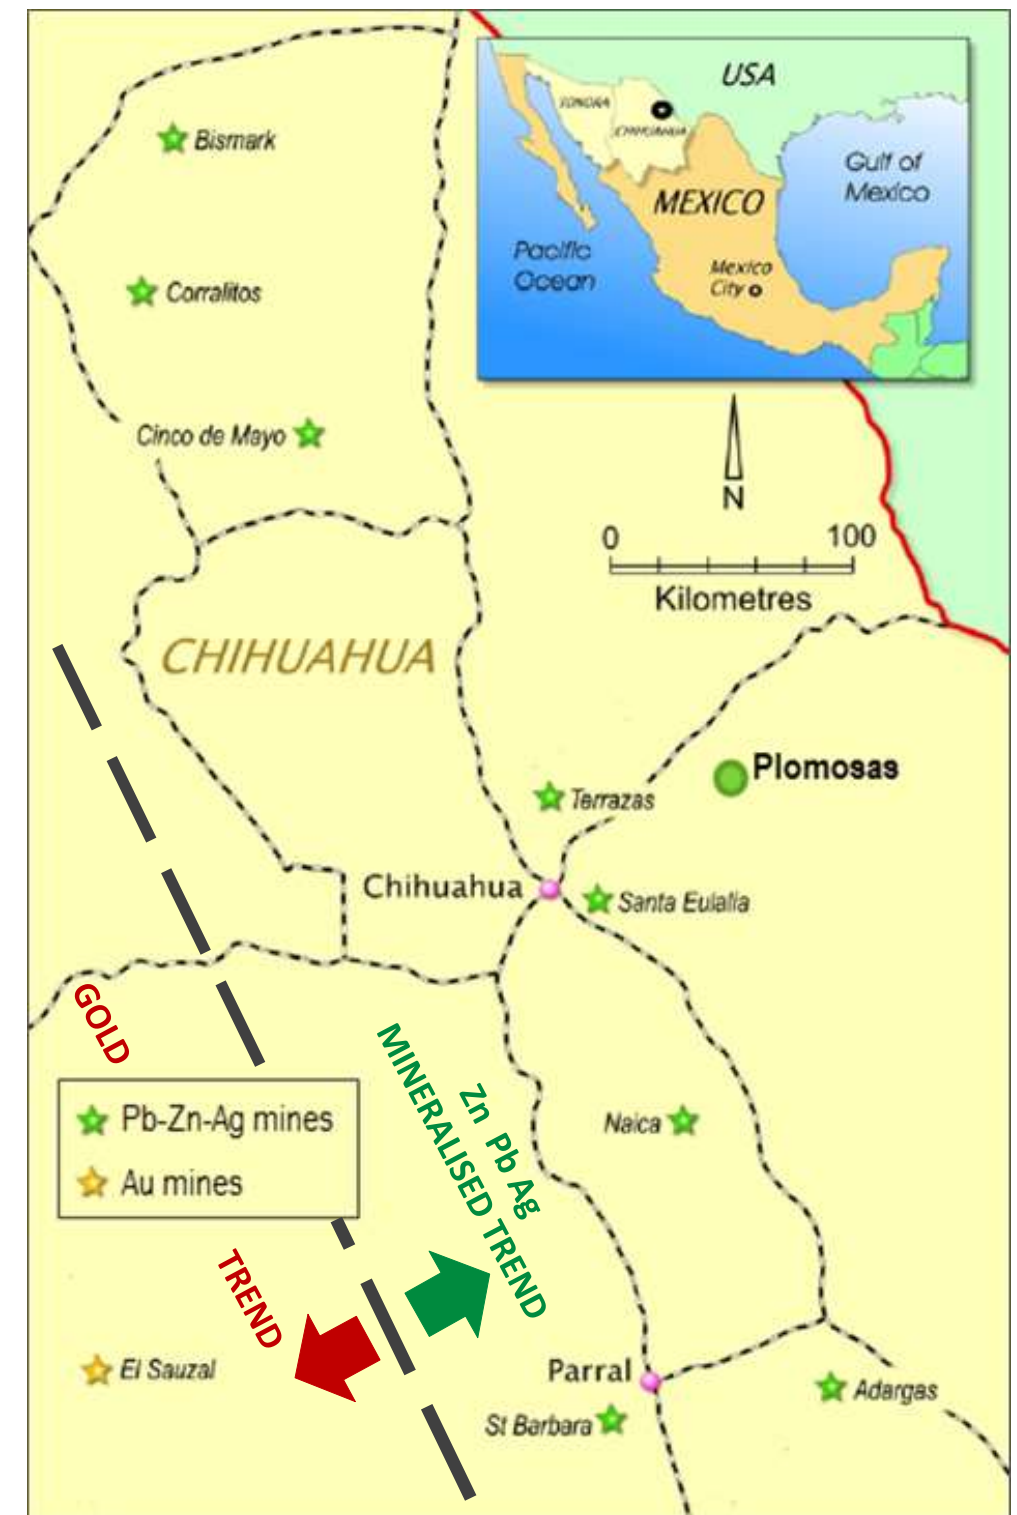 USA
SONORA
CHIHUAHUA
Gulf of
Mexico
MEXICO
Pacific
Ocean
Mexico
City
Bismark
Corralitos
Cinco de Mayo
N
0 100
Kilometres
CHIHUAHUA
Plomosas
Terrazas
Chihuahua
Santa Eulalia
GOLD
TREND
Zn Pb Ag
MINERALISED TREND
Pb-Zn-Ag mines
Au mines
Naica
El Sauzal
Parral
St Barbara
Adargas